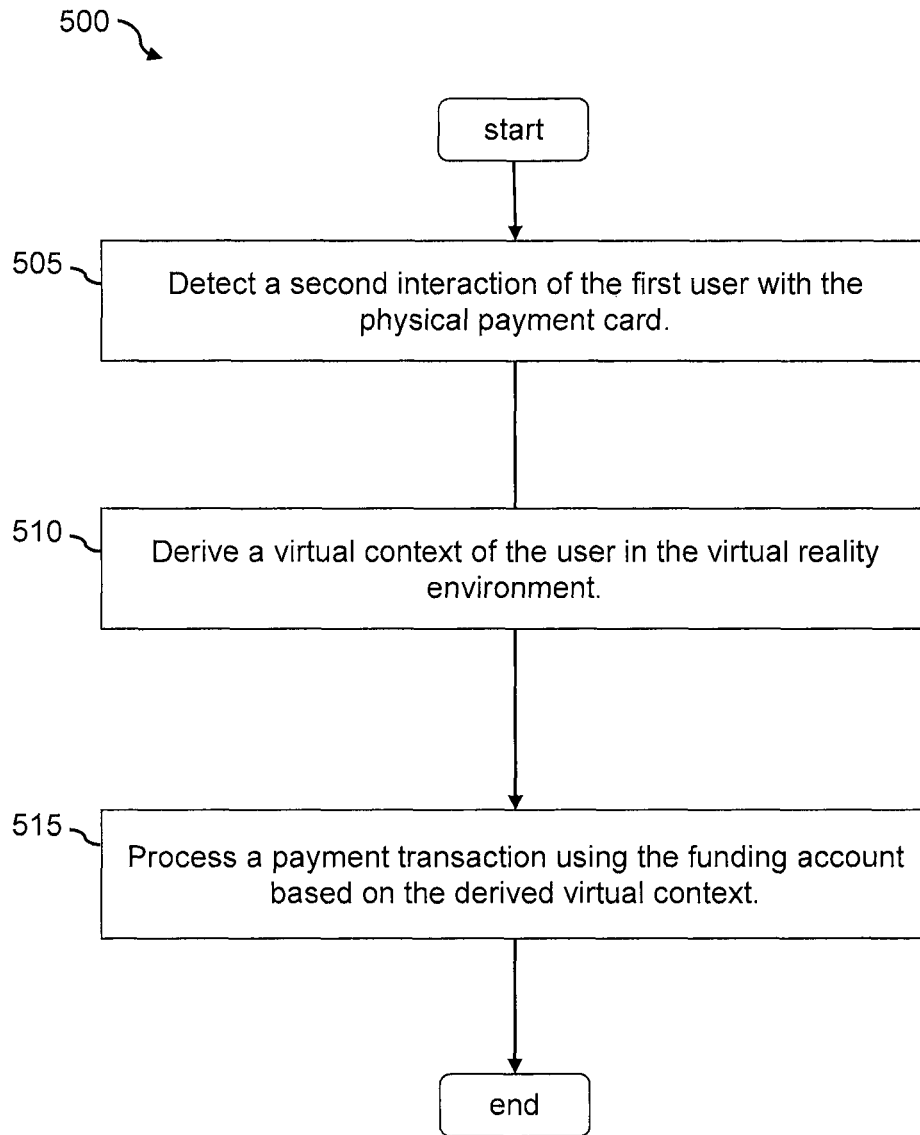 500
start
505
Detect a second interaction of the first user with the
physical payment card.
510
Derive a virtual context of the user in the virtual reality
environment.
515
Process a payment transaction using the funding account
based on the derived virtual context.
end